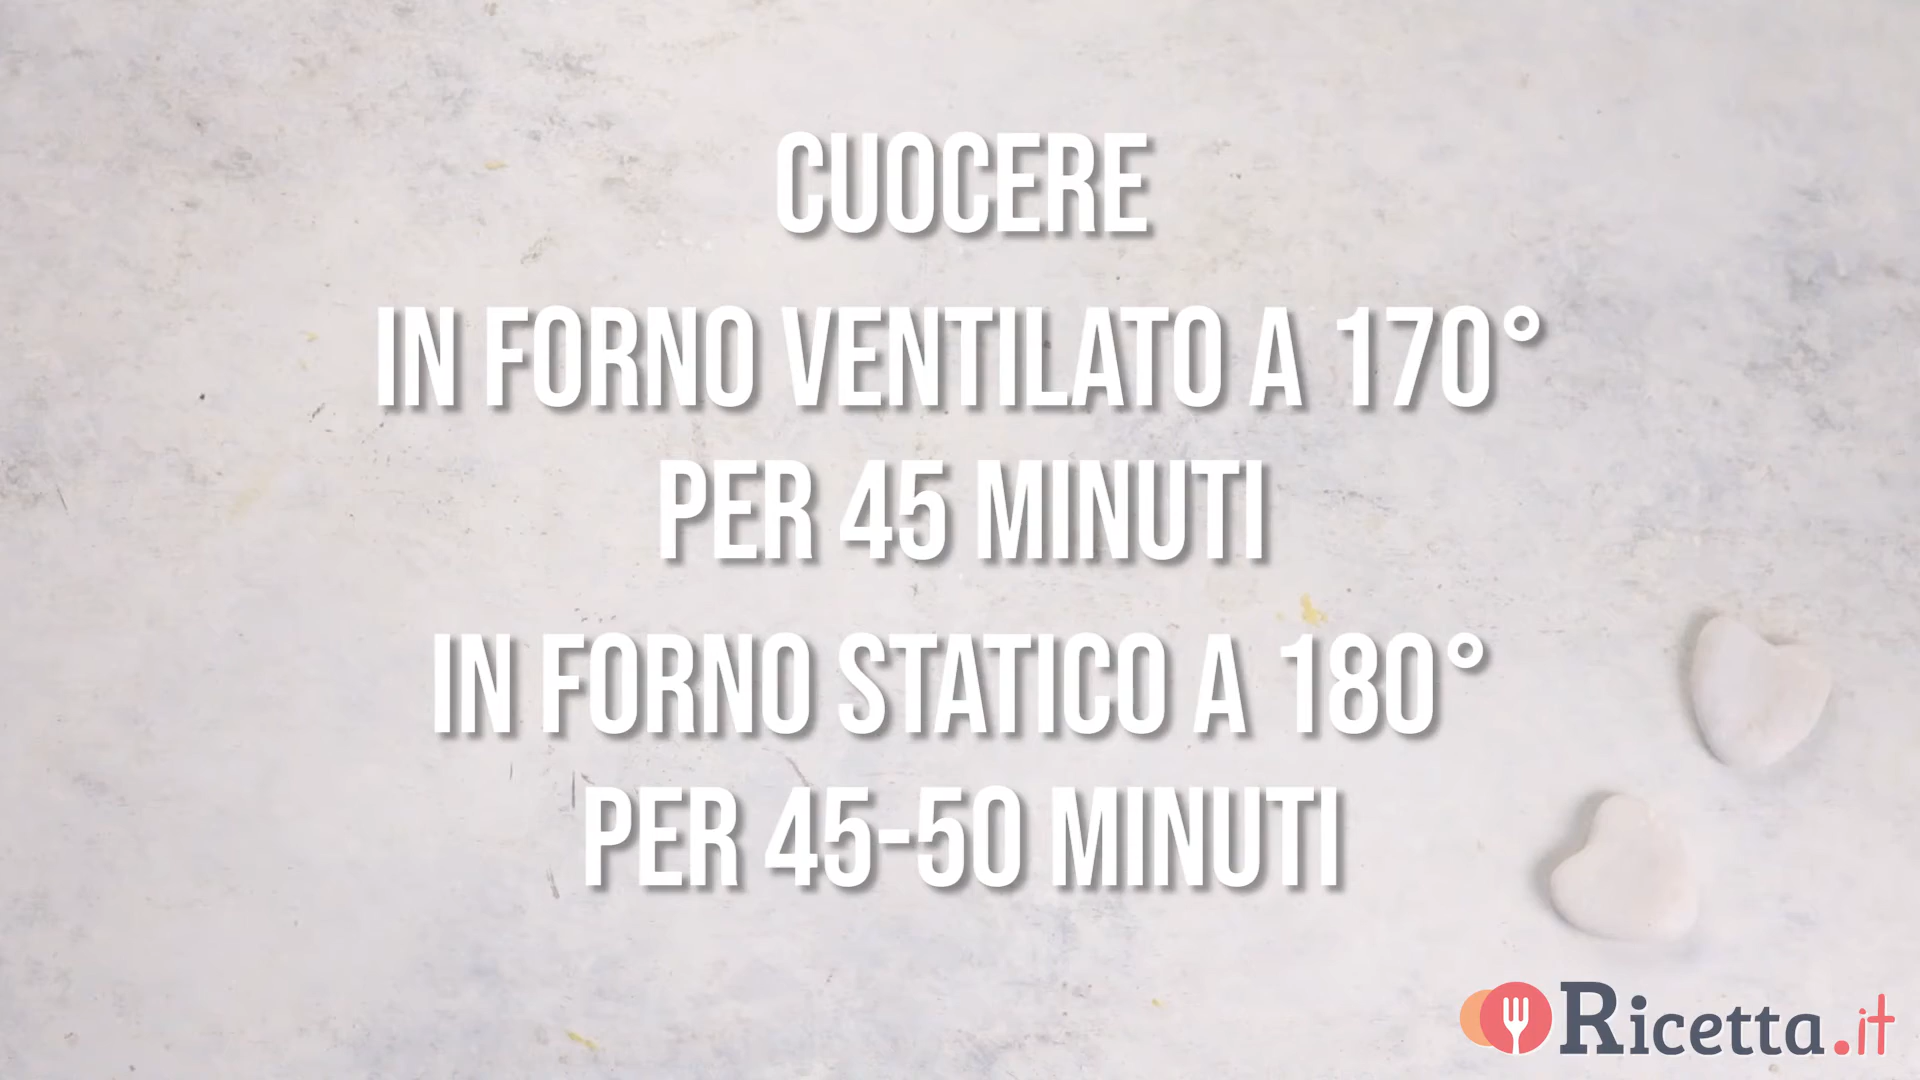 CUOCERE
IN FORNO VENTILATO A 170°
PER 45 MINUTI
IN FORNO STATICO A 180°
PER 45-50 MINUTI
Ricetta.it